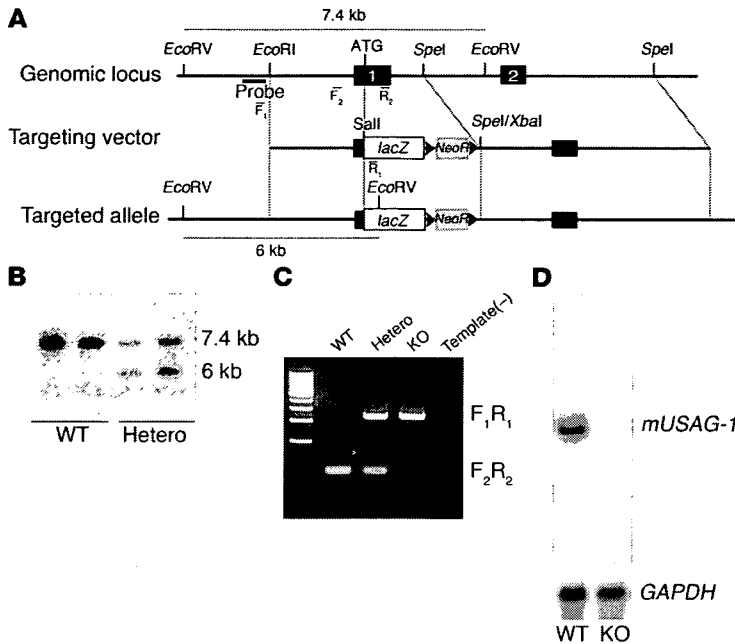 A
7.4 kb
EcoRV EcoRI ATG SpeI EcoRV SpeI
Genomic locus 1 2
Probe F1 F2 R2
SalI SpeI/XbaI
Targeting vector lacZ NeoR
R1
EcoRV EcoRV
Targeted allele lacZ NeoR
6 kb
B
7.4 kb
6 kb
WT Hetero
C
WT Hetero KO Template(-)
F1R1
F2R2
D
mUSAG-1
GAPDH
WT KO